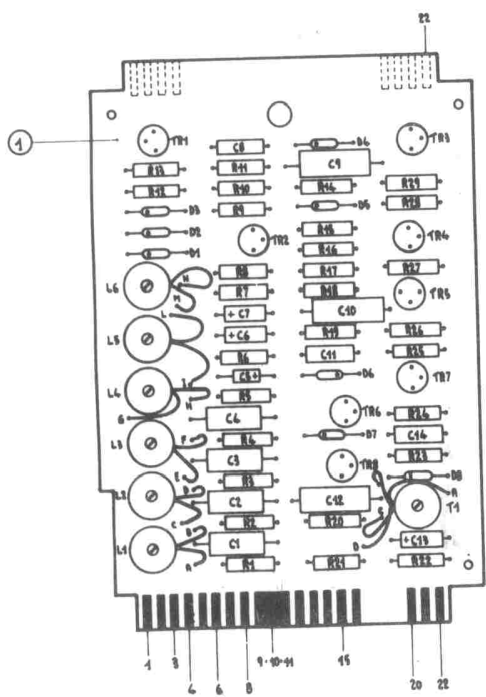 22
1
TR1
C8
D6
C9
TR3
R13
R11
R12
R10
R14
R29
R28
D3
R9
D5
D2
TR2
R15
TR4
D1
R16
L6
N
R8
R17
R27
M
R7
R18
TR5
L
+ C7
C10
L5
+ C6
R19
R26
R6
C11
R25
L4
I
C5 +
D6
TR7
H
R5
G
C4
TR6
R24
L3
F
R4
D7
C14
C3
R23
E
R3
TR8
D8
L2
A
C2
C12
C
T1
C
R2
R20
B
L1
C1
D
+ C13
A
R1
R21
R22
1
3
4
6
8
9-10-11
15
20
22